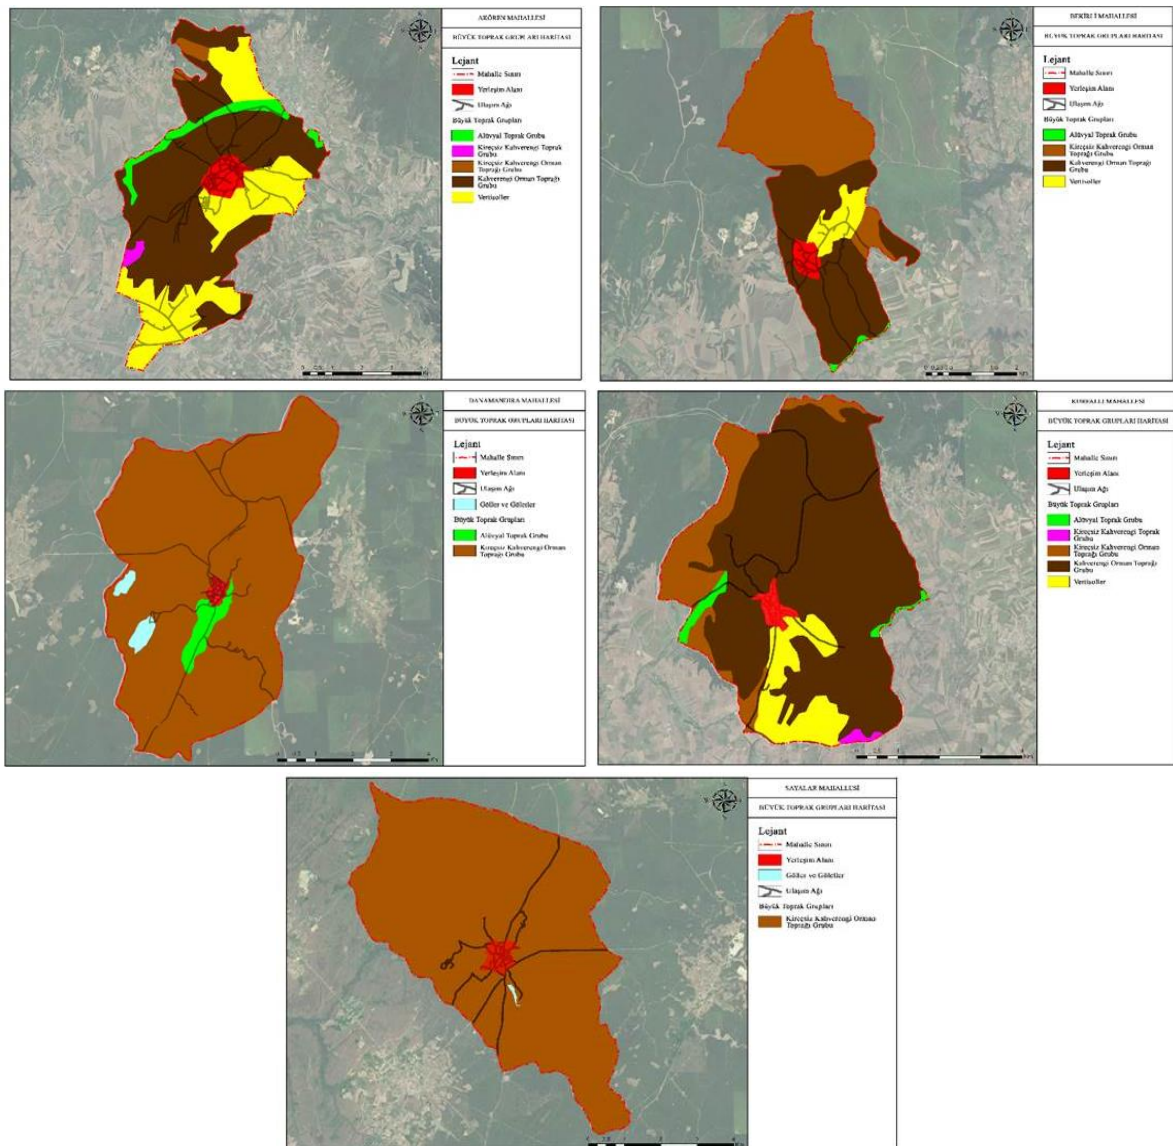 AKÖREN MAHALLESİ
BÜYÜK TOPRAK GRUPLARI HARİTASI
Lejant
Mahalle Sınırı
Yerleşim Alanı
Ulaşım Ağı
Büyük Toprak Grupları
Alüvyal Toprak Grubu
Kireçsiz Kahverengi Toprak
Grubu
Kireçsiz Kahverengi Orman
Toprağı Grubu
Kahverengi Orman Toprağı
Grubu
Vertisoller
BEKİRLİ MAHALLESİ
BÜYÜK TOPRAK GRUPLARI HARİTASI
Lejant
Mahalle Sınırı
Yerleşim Alanı
Ulaşım Ağı
Büyük Toprak Grupları
Alüvyal Toprak Grubu
Kireçsiz Kahverengi Orman
Toprağı Grubu
Kahverengi Orman Toprağı
Grubu
Vertisoller
DANAMANDIRA MAHALLESİ
BÜYÜK TOPRAK GRUPLARI HARİTASI
Lejant
Mahalle Sınırı
Yerleşim Alanı
Ulaşım Ağı
Göller ve Göletler
Büyük Toprak Grupları
Alüvyal Toprak Grubu
Kireçsiz Kahverengi Orman
Toprağı Grubu
MAHALLESİ
BÜYÜK TOPRAK GRUPLARI HARİTASI
Lejant
Mahalle Sınırı
Yerleşim Alanı
Ulaşım Ağı
Büyük Toprak Grupları
Alüvyal Toprak Grubu
Kireçsiz Kahverengi Toprak
Grubu
Kireçsiz Kahverengi Orman
Toprağı Grubu
Kahverengi Orman Toprağı
Grubu
Vertisoller
SAYALAR MAHALLESİ
BÜYÜK TOPRAK GRUPLARI HARİTASI
Lejant
Mahalle Sınırı
Yerleşim Alanı
Göller ve Göletler
Ulaşım Ağı
Büyük Toprak Grupları
Kireçsiz Kahverengi Orman
Toprağı Grubu